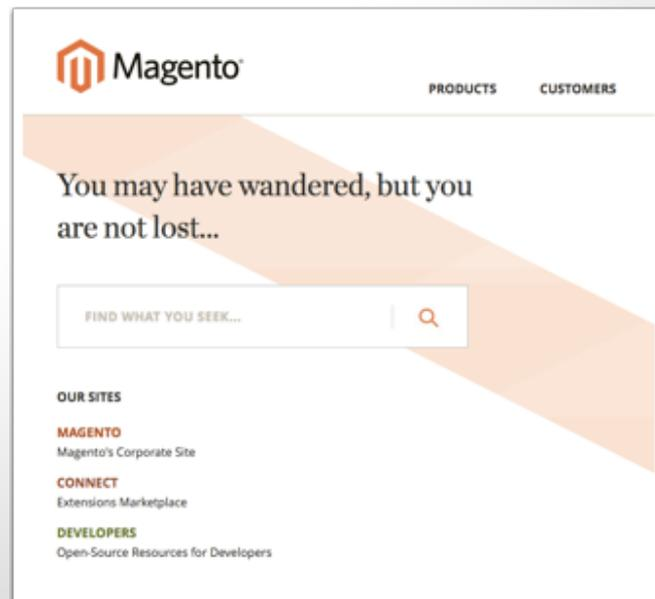 Magento
PRODUCTS CUSTOMERS
You may have wandered, but you
are not lost...
FIND WHAT YOU SEEK...
OUR SITES
MAGENTO
Magento's Corporate Site
CONNECT
Extensions Marketplace
DEVELOPERS
Open-Source Resources for Developers